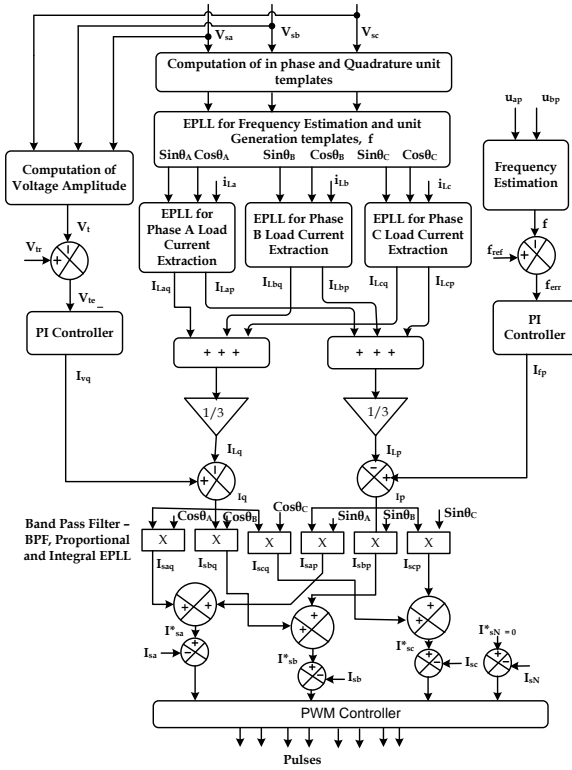 Vsa
Vsb
Vsc
Computation of in phase and Quadrature unit
templates
EPLL for Frequency Estimation and unit
Generation templates, f
SinθA CosθA SinθB CosθB SinθC CosθC
uap
ubp
Computation of
Voltage Amplitude
Frequency
Estimation
iLa
iLb
iLc
EPLL for
Phase A Load
Current
Extraction
EPLL for Phase
B Load Current
Extraction
EPLL for Phase
C Load Current
Extraction
Vt
Vtr
+
–
Vte
–
f
fref
+
–
ferr
ILaq
ILap
ILbq
ILbp
ILcq
ILcp
PI Controller
PI
Controller
+ + +
+ + +
Ivq
Ifp
1/3
1/3
ILq
ILp
+
–
–
+
Iq
Ip
Band Pass Filter –
BPF, Proportional
and Integral EPLL
CosθA
CosθB
CosθC
SinθA
SinθB
SinθC
X
X
X
X
X
X
Isaq
Isbq
Iscq
Isap
Isbp
Iscp
+ +
+
+
+
+
I*sa
I*sb
I*sc
I*sN = 0
Isa
+
–
Isb
+
–
Isc
+
–
IsN
+
–
PWM Controller
Pulses